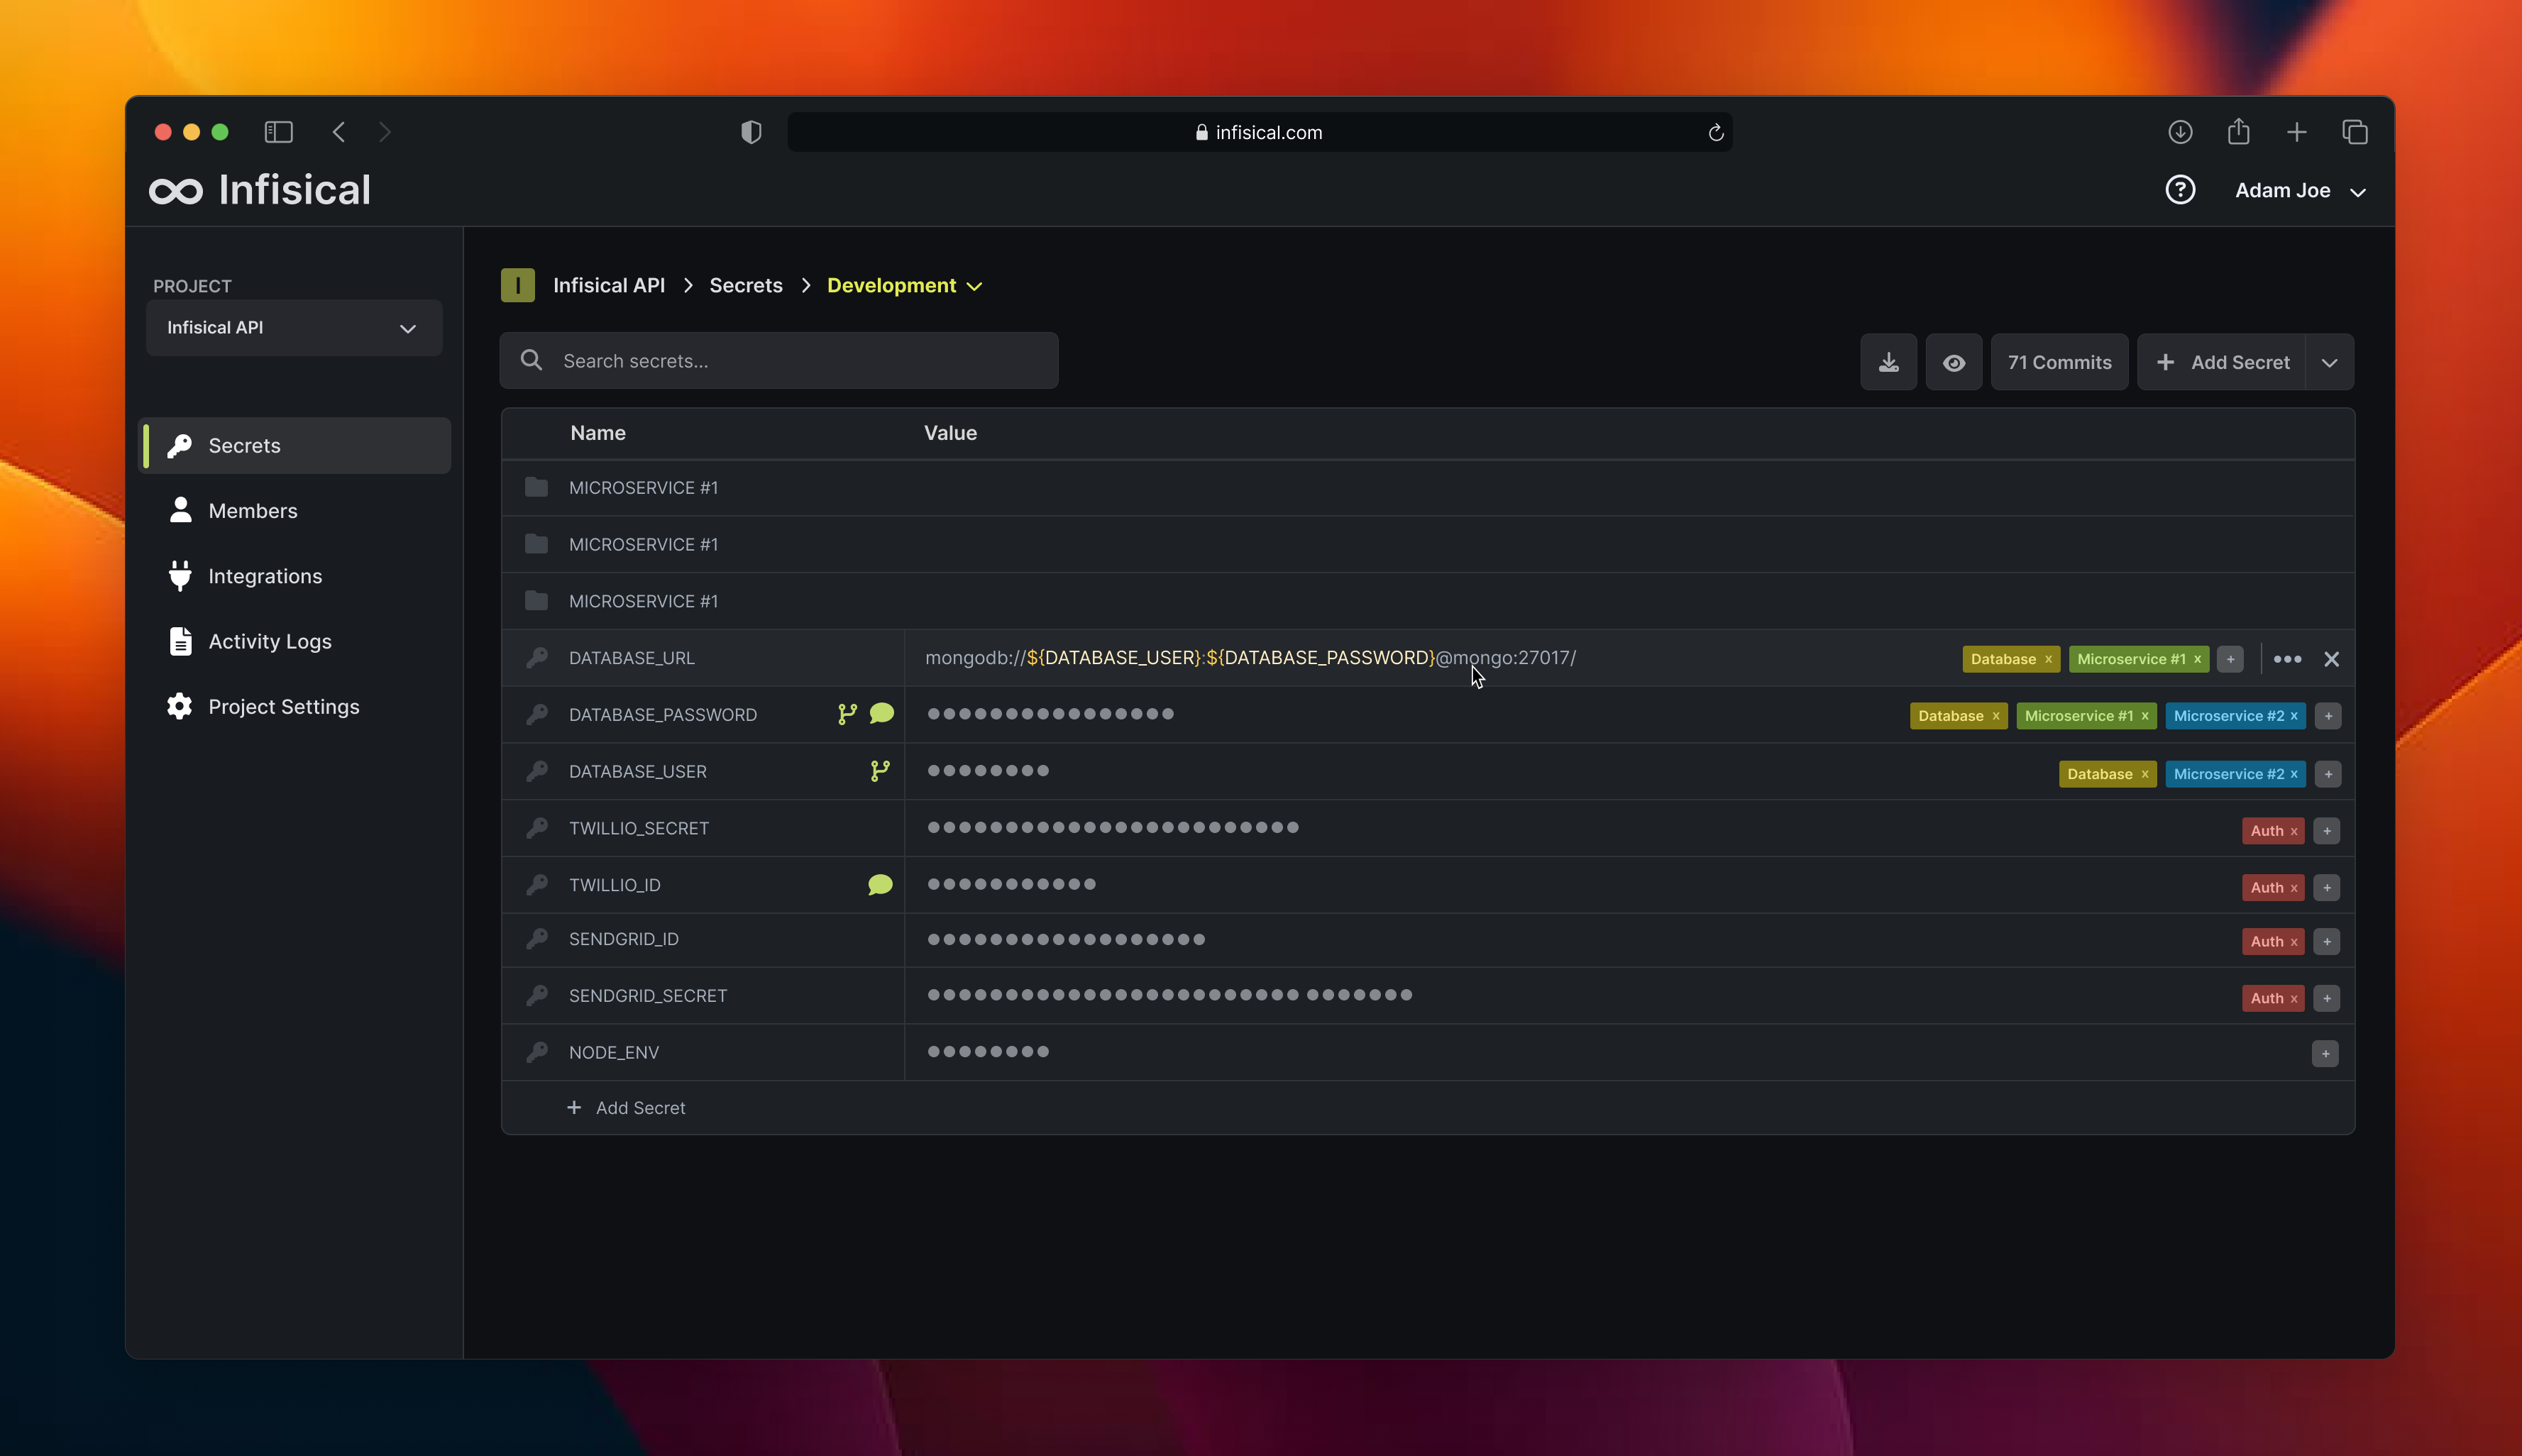 infisical.com
Infisical
Adam Joe
PROJECT
Infisical API
Secrets
Members
Integrations
Activity Logs
Project Settings
I Infisical API > Secrets > Development
Search secrets...
71 Commits
+ Add Secret
Name Value
MICROSERVICE #1
MICROSERVICE #1
MICROSERVICE #1
DATABASE_URL mongodb://${DATABASE_USER}:${DATABASE_PASSWORD}@mongo:27017/ Database x Microservice #1 x +
DATABASE_PASSWORD ●●●●●●●●●●●●●●●● Database x Microservice #1 x Microservice #2 x +
DATABASE_USER ●●●●●●●● Database x Microservice #2 x +
TWILLIO_SECRET ●●●●●●●●●●●●●●●●●●●●●●●● Auth x +
TWILLIO_ID ●●●●●●●●●●● Auth x +
SENDGRID_ID ●●●●●●●●●●●●●●●●●● Auth x +
SENDGRID_SECRET ●●●●●●●●●●●●●●●●●●●●●●●● ●●●●●●● Auth x +
NODE_ENV ●●●●●●●● +
+ Add Secret